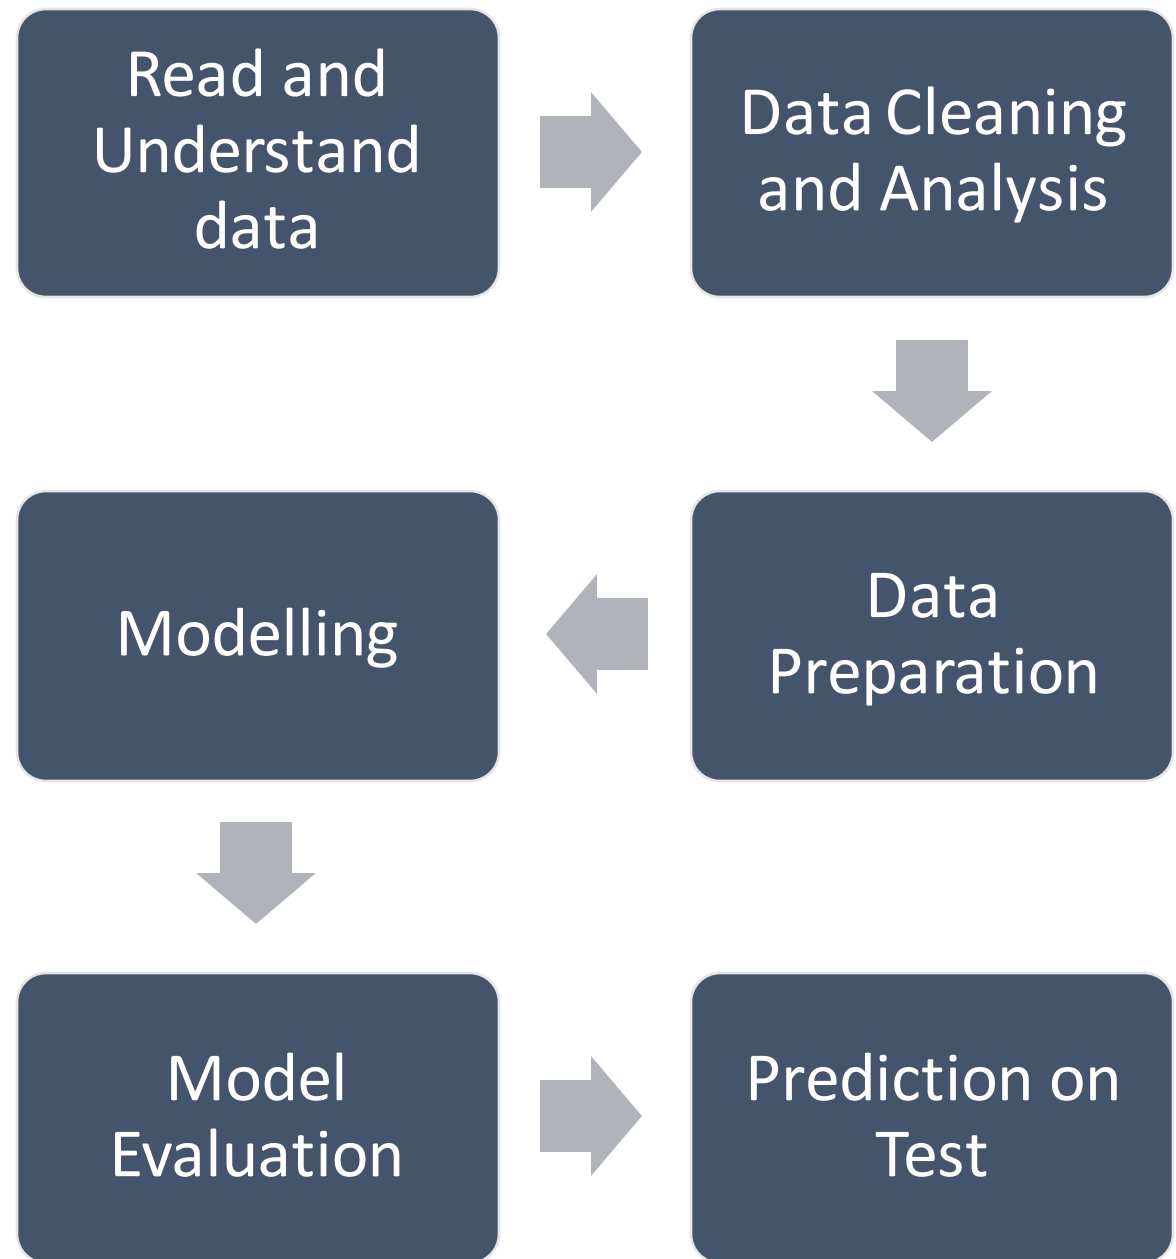 Read and
Understand
data
Data Cleaning
and Analysis
Data
Preparation
Modelling
Model
Evaluation
Prediction on
Test